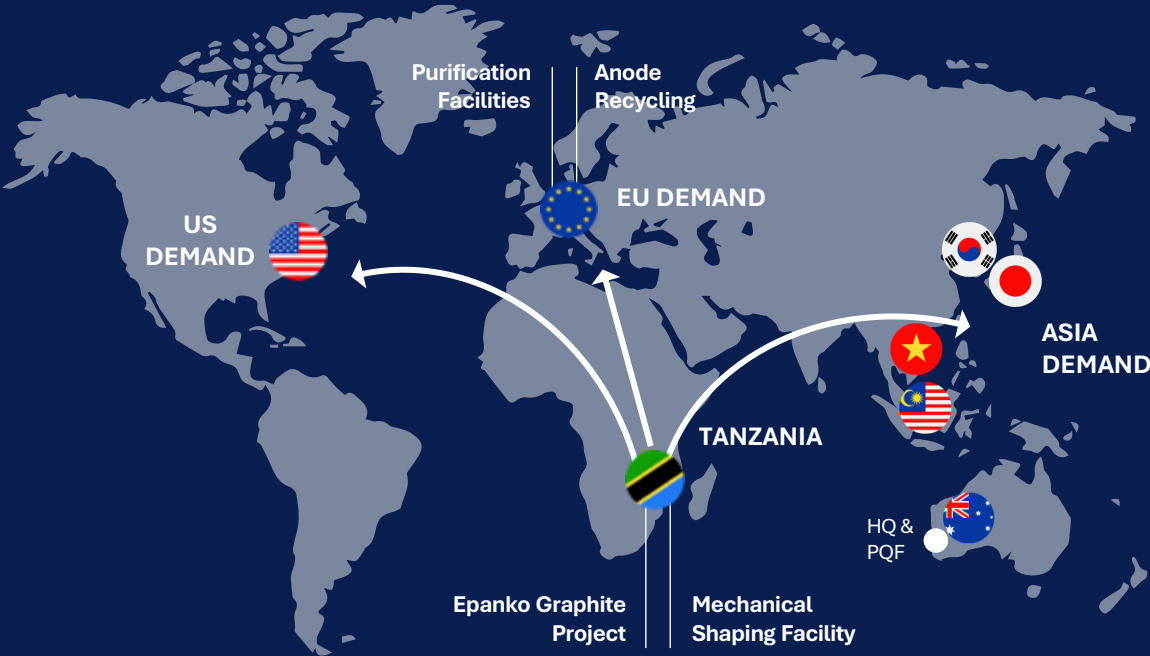 Purification
Facilities
Anode
Recycling
EU DEMAND
US
DEMAND
ASIA
DEMAND
TANZANIA
HQ &
PQF
Epanko Graphite
Project
Mechanical
Shaping Facility